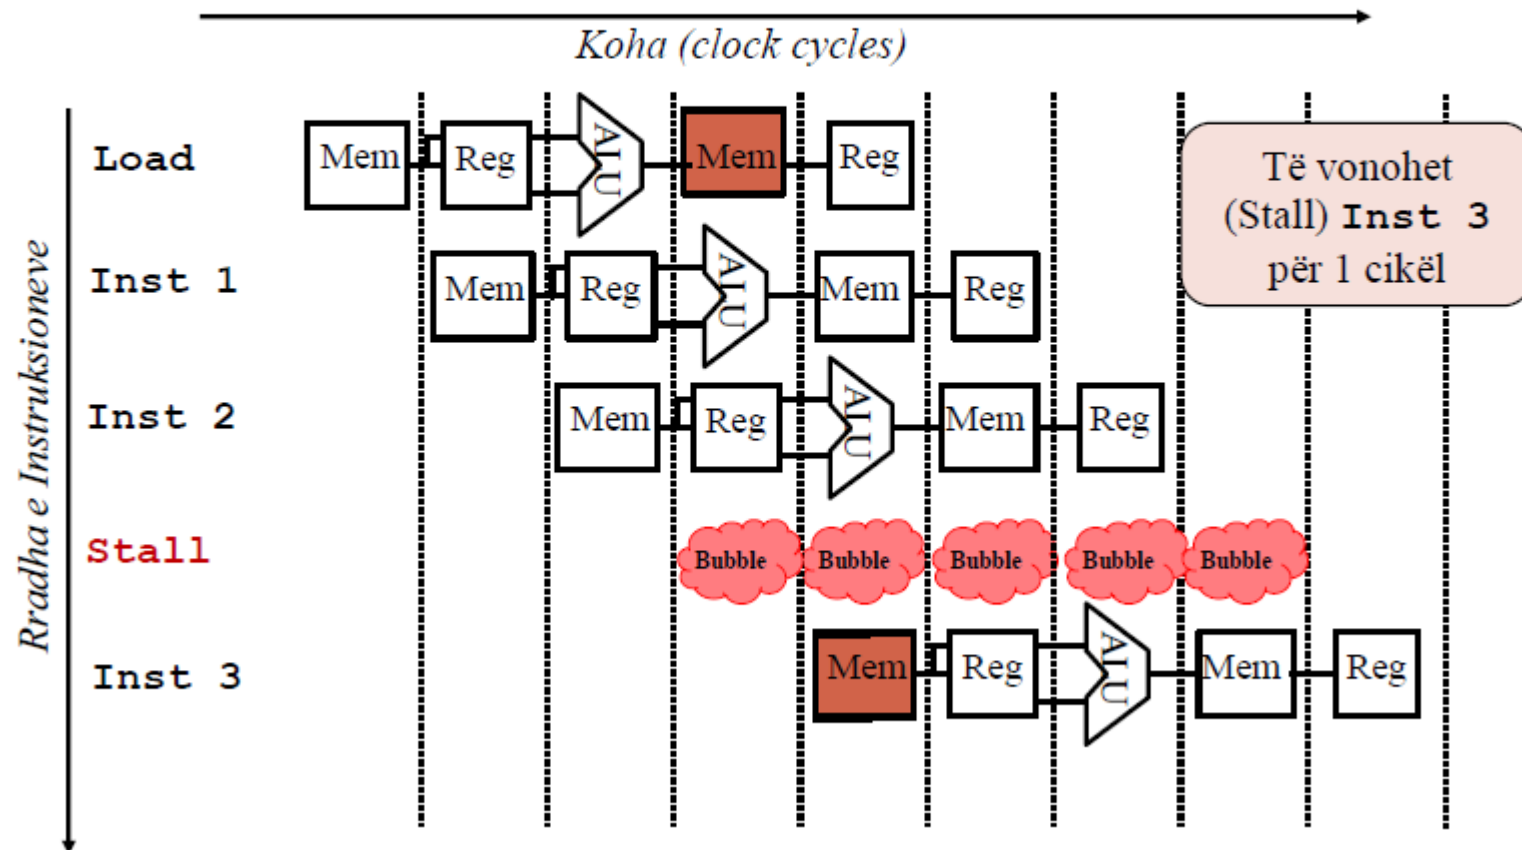 Koha (clock cycles)
Rradha e Instruksioneve
Load
Mem Reg ALU Mem Reg
Të vonohet
(Stall) Inst 3
për 1 cikël
Inst 1
Mem Reg ALU Mem Reg
Inst 2
Mem Reg ALU Mem Reg
Stall
Bubble Bubble Bubble Bubble Bubble
Inst 3
Mem Reg ALU Mem Reg